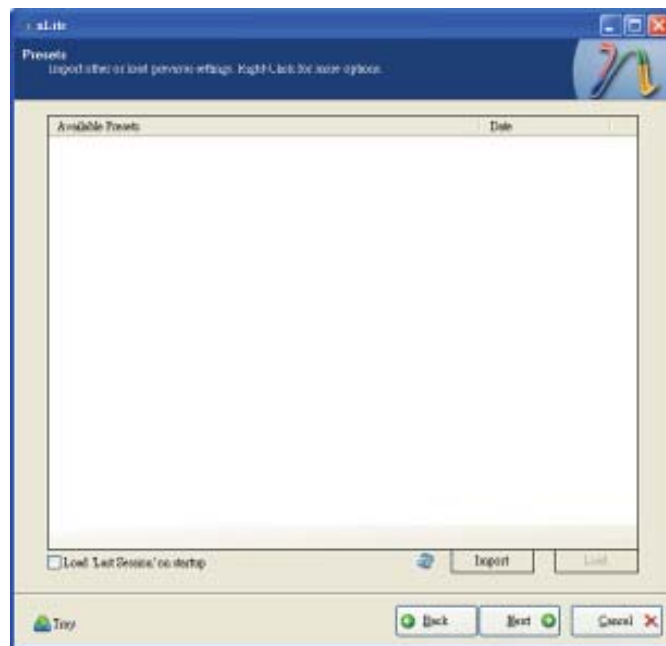 nLite
Presets
Import other or load previous settings. Right-Click for more options.
Available Presets Date
Load 'Last Session' on startup
Import Load
Tray
Back Next Cancel